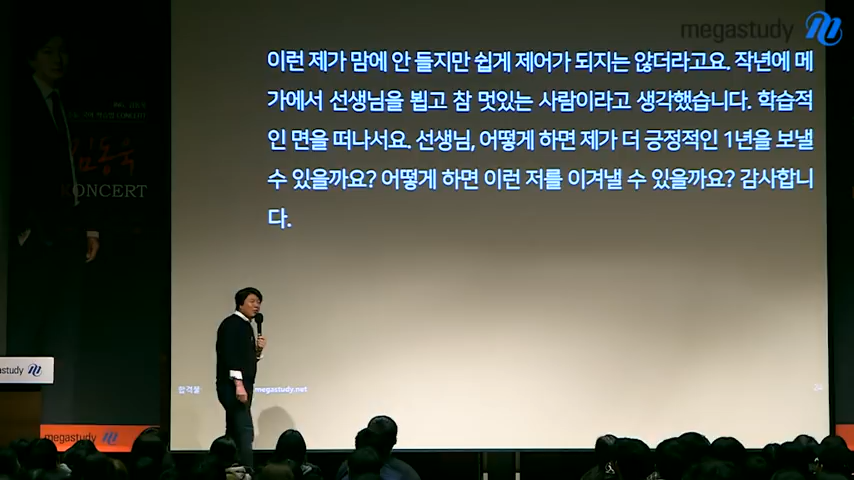 megastudy
이런 제가 맘에 안 들지만 쉽게 제어가 되지는 않더라고요. 작년에 메
가에서 선생님을 뵙고 참 멋있는 사람이라고 생각했습니다. 학습적
인 면을 떠나서요. 선생님, 어떻게 하면 제가 더 긍정적인 1년을 보낼
수 있을까요? 어떻게 하면 이런 저를 이겨낼 수 있을까요? 감사합니
다.
김동욱
KONCERT
megastudy.net
24
astudy
megastudy